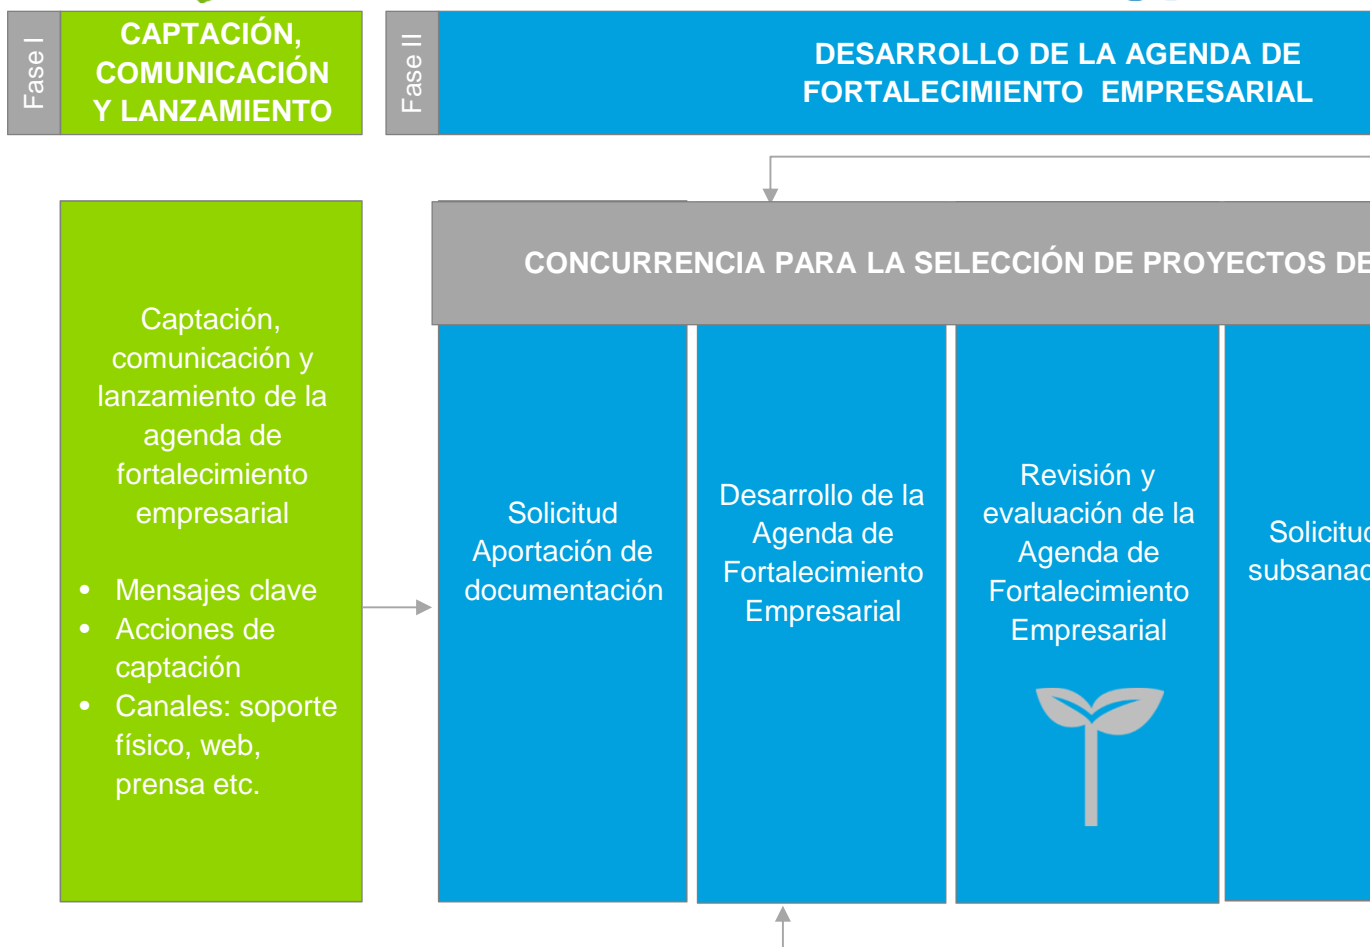 Fase I
CAPTACIÓN,
COMUNICACIÓN
Y LANZAMIENTO
Fase II
DESARROLLO DE LA AGENDA DE
FORTALECIMIENTO EMPRESARIAL
CONCURRENCIA PARA LA SELECCIÓN DE PROYECTOS DE
Captación,
comunicación y
lanzamiento de la
agenda de
fortalecimiento
empresarial
• Mensajes clave
• Acciones de
captación
• Canales: soporte
físico, web,
prensa etc.
Solicitud
Aportación de
documentación
Desarrollo de la
Agenda de
Fortalecimiento
Empresarial
Revisión y
evaluación de la
Agenda de
Fortalecimiento
Empresarial